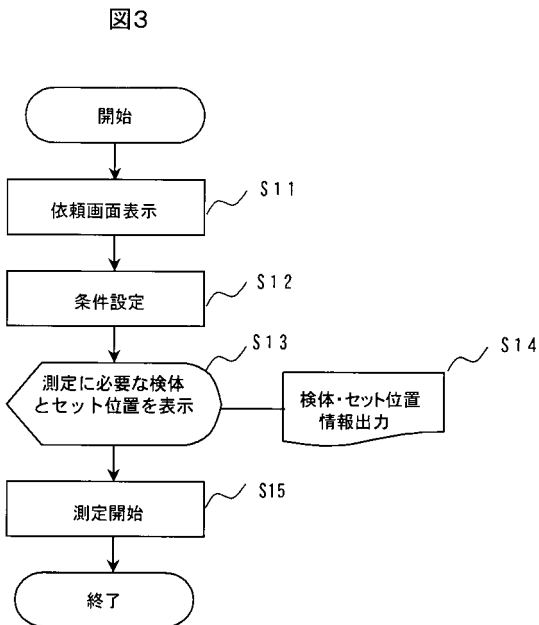 図3
開始
依頼画面表示
S11
条件設定
S12
測定に必要な検体
とセット位置を表示
S13
検体・セット位置
情報出力
S14
測定開始
S15
終了